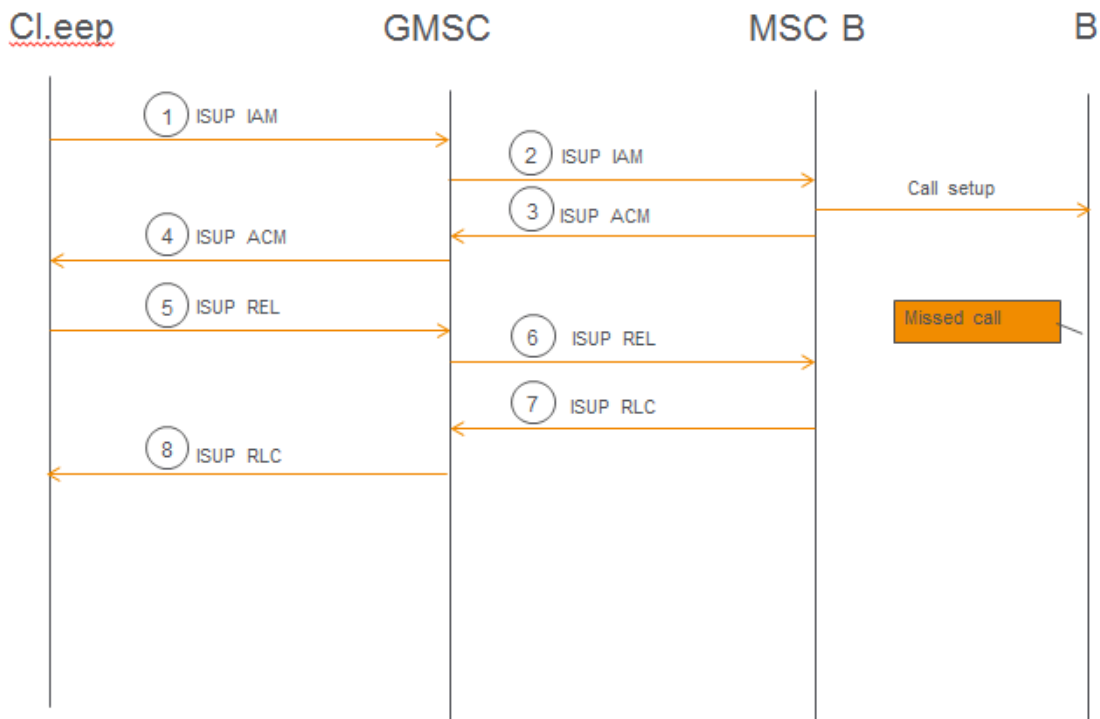 Cl.eep GMSC MSC B B
1 ISUP IAM
2 ISUP IAM
Call setup
3 ISUP ACM
4 ISUP ACM
5 ISUP REL
Missed call
6 ISUP REL
7 ISUP RLC
8 ISUP RLC